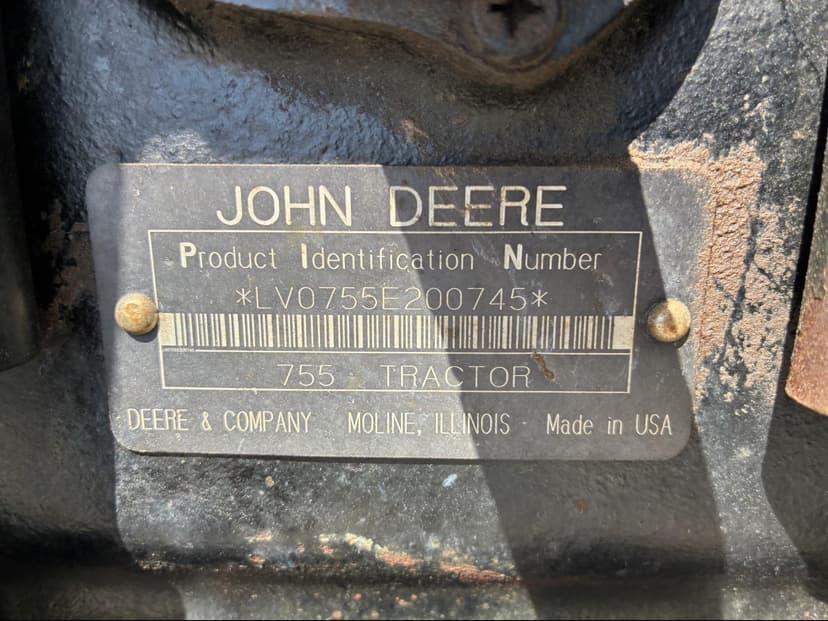 JOHN DEERE
Product Identification Number
*LV0755E200745*
755 TRACTOR
DEERE & COMPANY MOLINE, ILLINOIS Made in USA